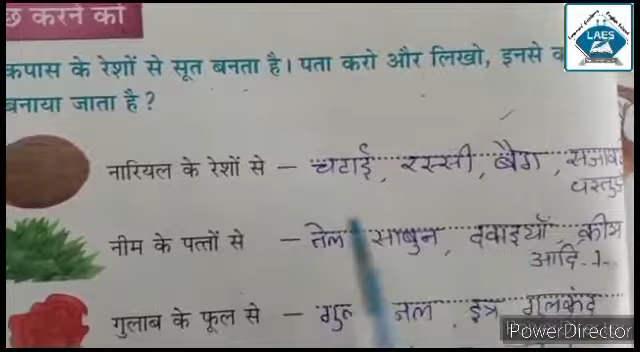 छ करने को
LAES
कपास के रेशों से सूत बनता है। पता करो और लिखो, इनसे क
बनाया जाता है?
नारियल के रेशों से – चटाई, रस्सी, बैग, सजाव
वस्तुए
नीम के पत्तों से – तेल साबुन, दवाइयाँ, क्रीम
आदि.।
गुलाब के फूल से – गुल जल, इत्र गुलकंद
PowerDirector